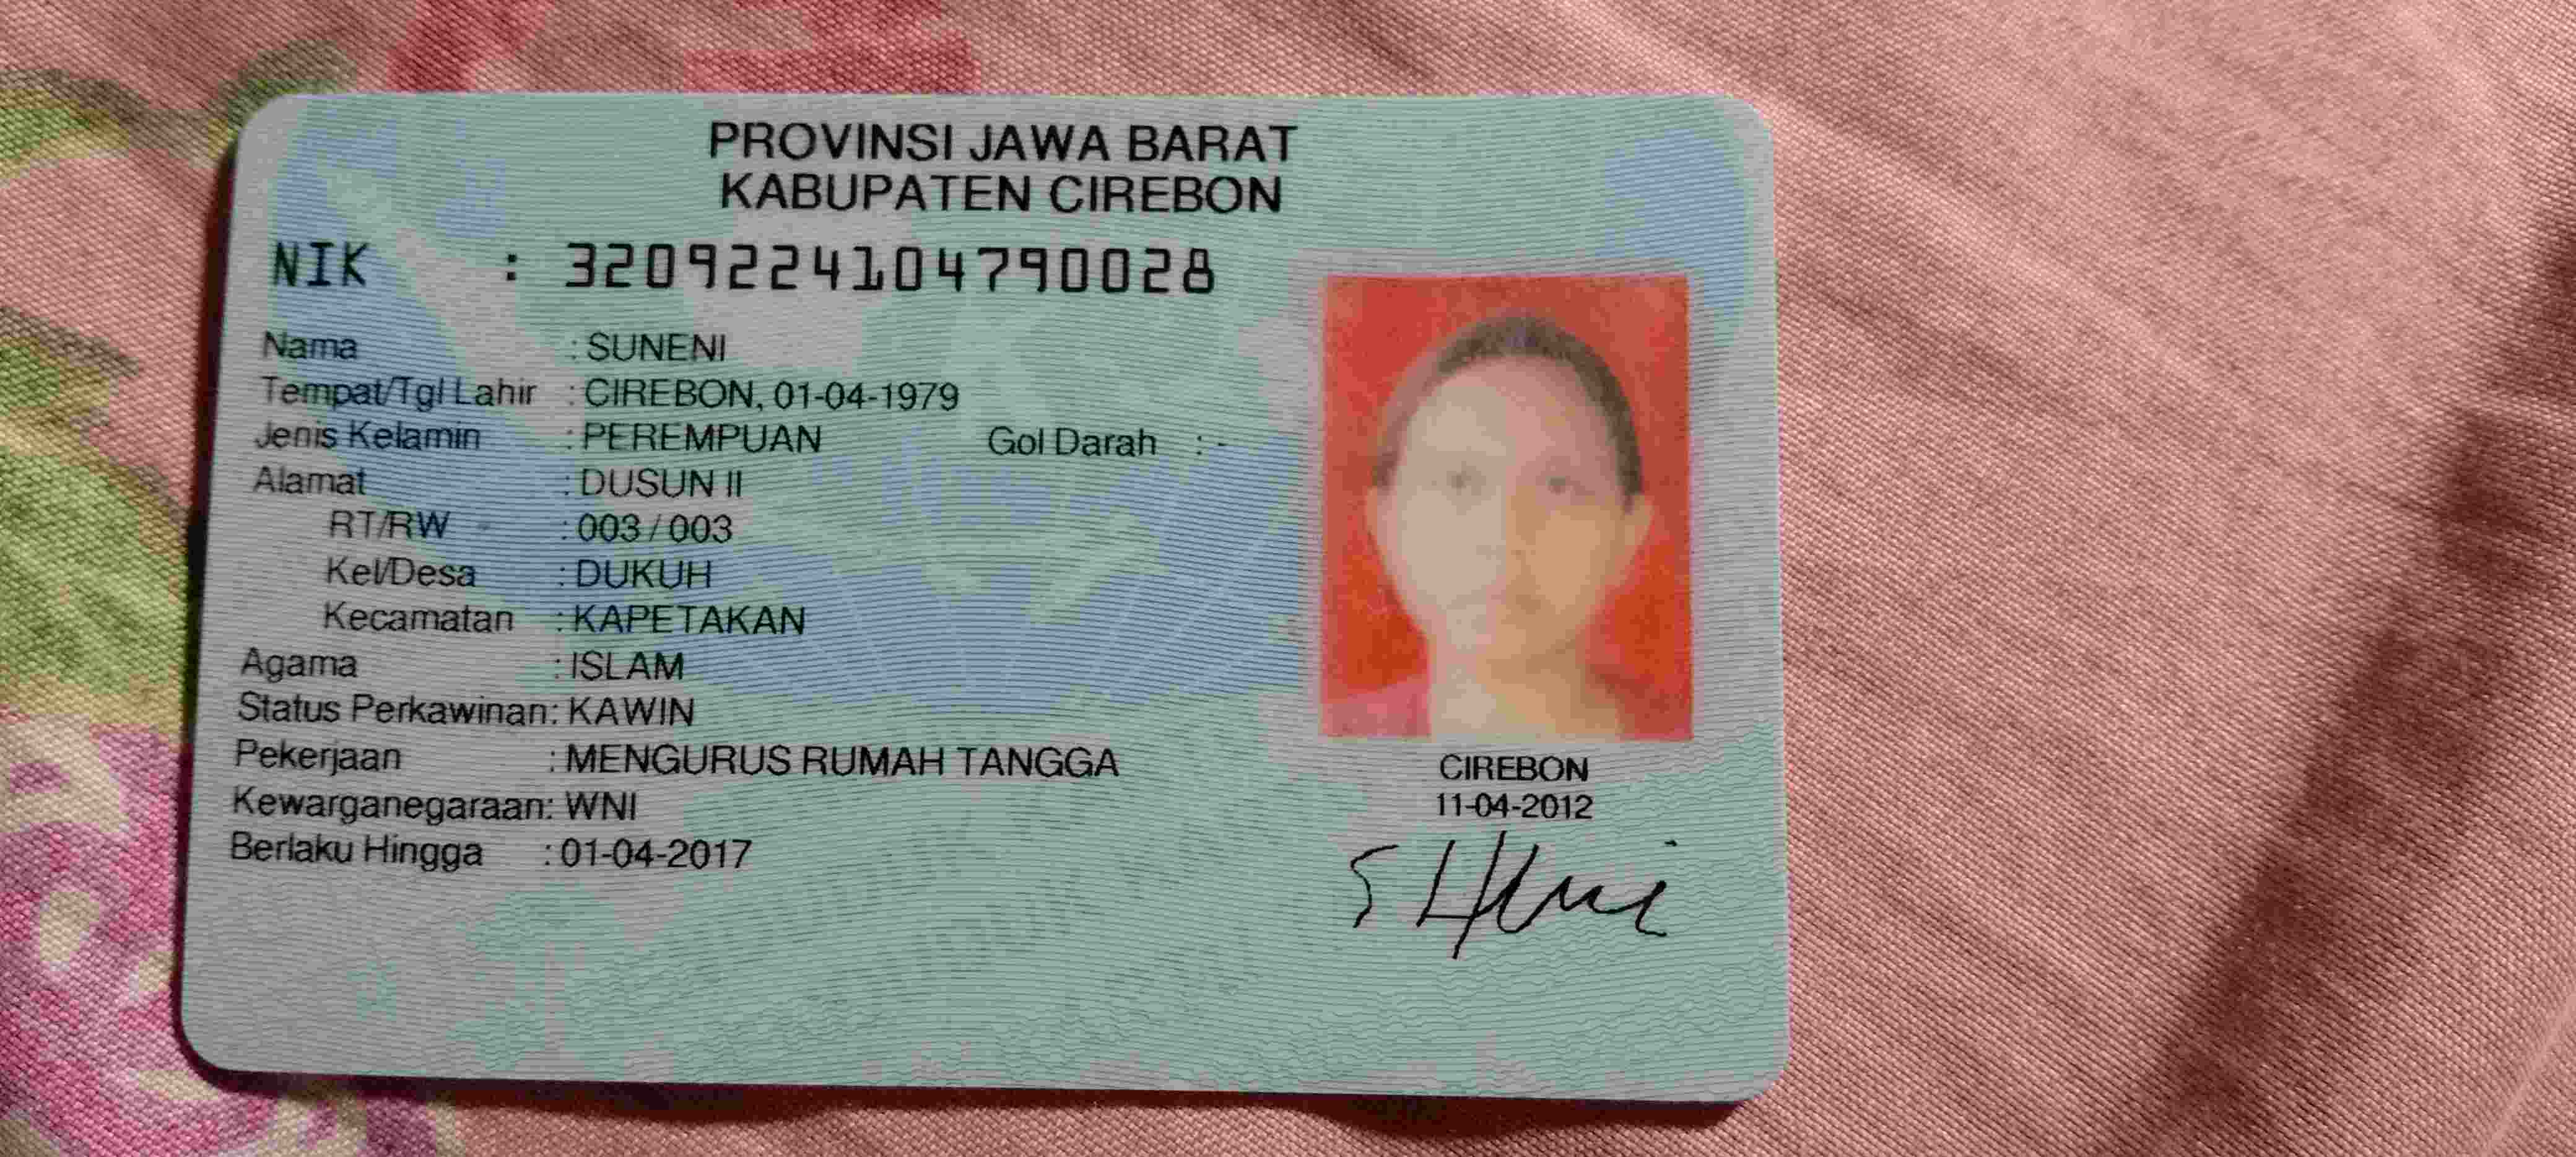 PROVINSI JAWA BARAT
KABUPATEN CIREBON
NIK : 3209224104790028
Nama : SUNENI
Tempat/Tgl Lahir : CIREBON, 01-04-1979
Jenis Kelamin : PEREMPUAN Gol Darah : -
Alamat : DUSUN II
RT/RW : 003 / 003
Kel/Desa : DUKUH
Kecamatan : KAPETAKAN
Agama : ISLAM
Status Perkawinan: KAWIN
Pekerjaan : MENGURUS RUMAH TANGGA
Kewarganegaraan: WNI
Berlaku Hingga : 01-04-2017
CIREBON
11-04-2012